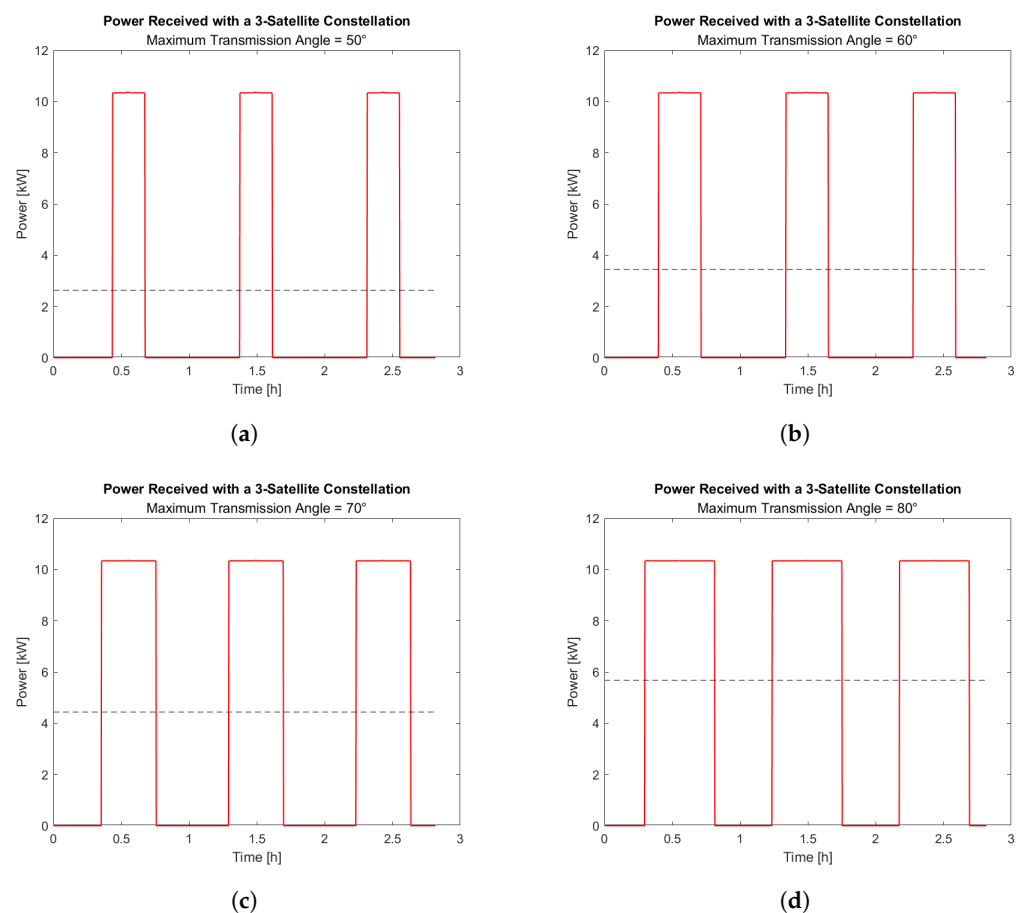 Power Received with a 3-Satellite Constellation
Maximum Transmission Angle = 50°
12
10
8
6
4
2
0
Power [kW]
0 0.5 1 1.5 2 2.5 3
Time [h]
(a)
Power Received with a 3-Satellite Constellation
Maximum Transmission Angle = 60°
12
10
8
6
4
2
0
Power [kW]
0 0.5 1 1.5 2 2.5 3
Time [h]
(b)
Power Received with a 3-Satellite Constellation
Maximum Transmission Angle = 70°
12
10
8
6
4
2
0
Power [kW]
0 0.5 1 1.5 2 2.5 3
Time [h]
(c)
Power Received with a 3-Satellite Constellation
Maximum Transmission Angle = 80°
12
10
8
6
4
2
0
Power [kW]
0 0.5 1 1.5 2 2.5 3
Time [h]
(d)